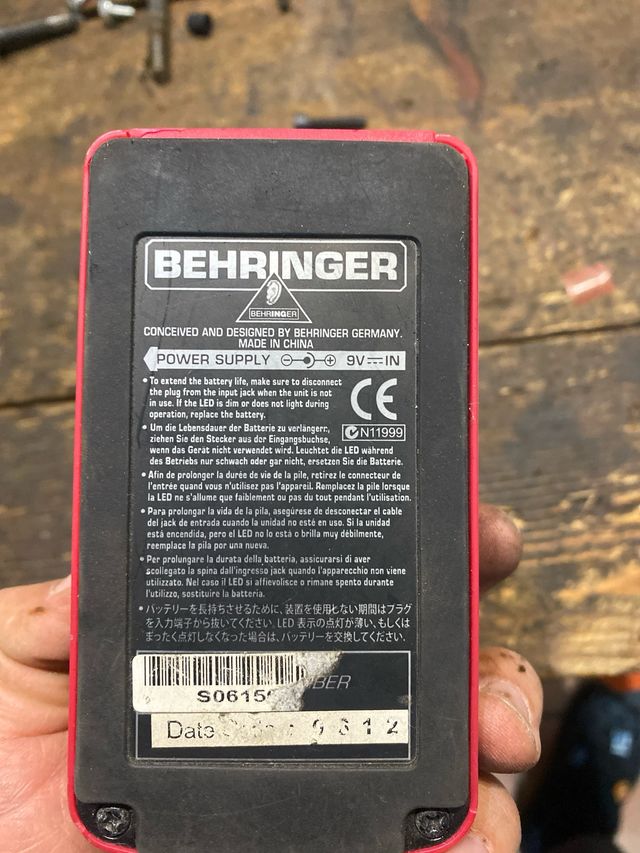 BEHRINGER
BEHRINGER
CONCEIVED AND DESIGNED BY BEHRINGER GERMANY.
MADE IN CHINA
POWER SUPPLY 9V IN
• To extend the battery life, make sure to disconnect
the plug from the input jack when the unit is not
in use. If the LED is dim or does not light during
operation, replace the battery.
CE
N11999
• Um die Lebensdauer der Batterie zu verlängern,
ziehen Sie den Stecker aus der Eingangsbuchse,
wenn das Gerät nicht verwendet wird. Leuchtet die LED während
des Betriebs nur schwach oder gar nicht, ersetzen Sie die Batterie.
• Afin de prolonger la durée de vie de la pile, retirez le connecteur de
l'entrée quand vous n'utilisez pas l'appareil. Remplacez la pile lorsque
la LED ne s'allume que faiblement ou pas du tout pendant l'utilisation.
• Para prolongar la vida de la pila, asegúrese de desconectar el cable
del jack de entrada cuando la unidad no esté en uso. Si la unidad
está encendida, pero el LED no lo está o brilla muy débilmente,
reemplace la pila por una nueva.
• Per prolungare la durata della batteria, assicurarsi di aver
scollegato la spina dall'ingresso jack quando l'apparecchio non viene
utilizzato. Nel caso il LED si affievolisce o rimane spento durante
l'utilizzo, sostituire la batteria.
• バッテリーを長持ちさせるために、装置を使用しない期間はプラグ
を入力端子から抜いてください。LED 表示の点灯が薄い、もしくは
まったく点灯しなくなった場合は、バッテリーを交換してください。
BER
S0615
Date Code : 0612